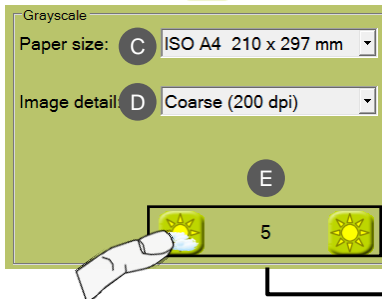 Grayscale
Paper size: C ISO A4 210 x 297 mm
Image detail: D Coarse (200 dpi)
E
5